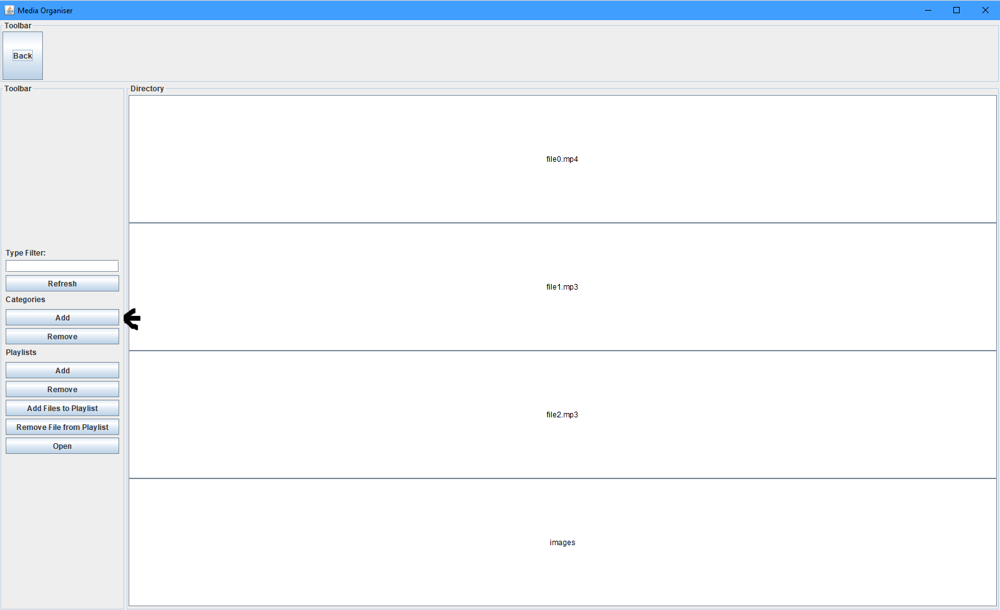 Media Organiser
Toolbar
Back
Toolbar
Type Filter:
Refresh
Categories
Add
Remove
Playlists
Add
Remove
Add Files to Playlist
Remove File from Playlist
Open
Directory
file0.mp4
file1.mp3
file2.mp3
images